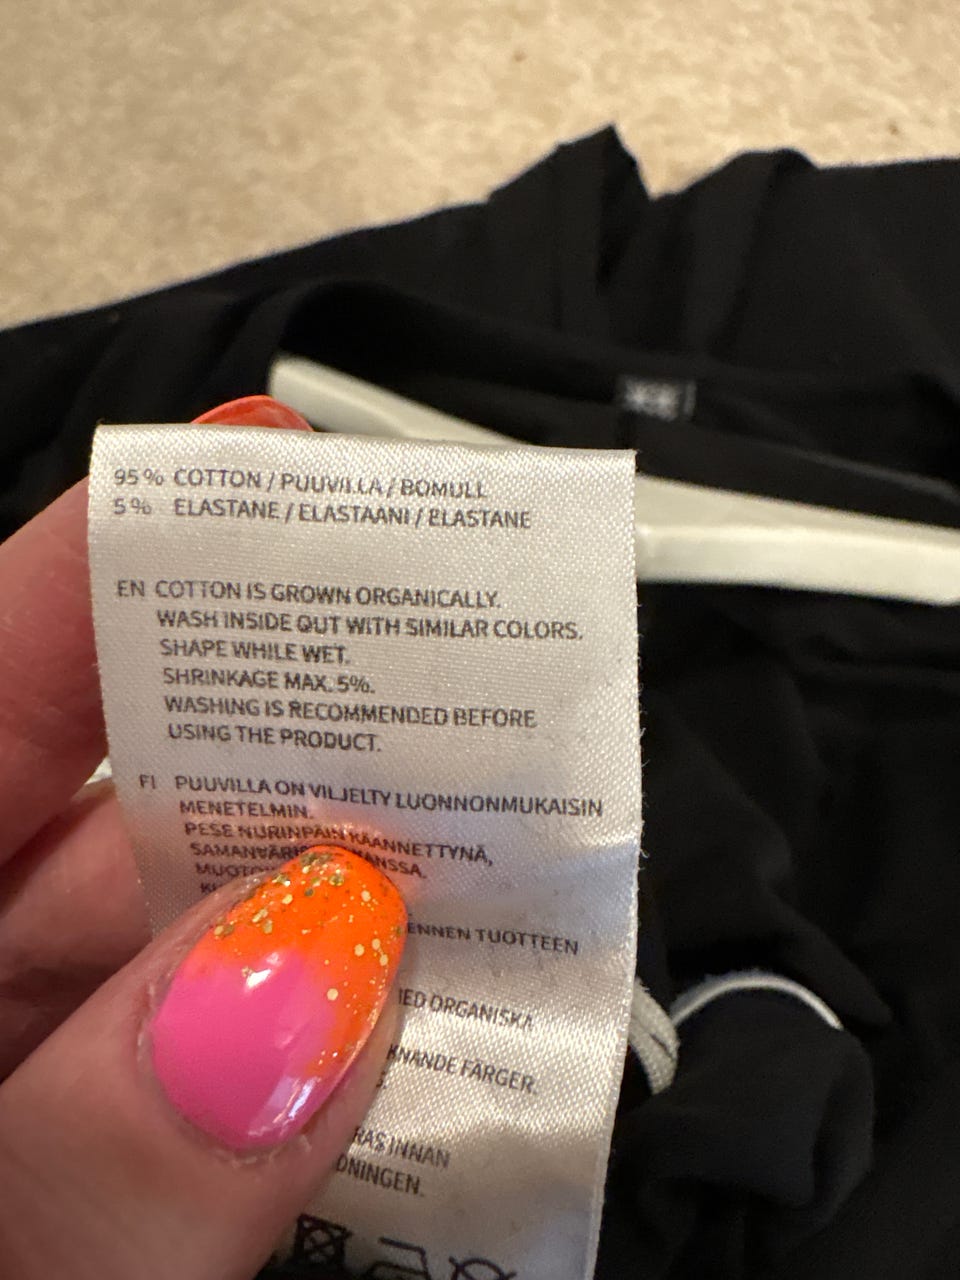 95% COTTON / PUUVILLA / BOMULL
5% ELASTANE / ELASTAANI / ELASTANE
EN COTTON IS GROWN ORGANICALLY.
WASH INSIDE OUT WITH SIMILAR COLORS.
SHAPE WHILE WET.
SHRINKAGE MAX. 5%.
WASHING IS RECOMMENDED BEFORE
USING THE PRODUCT.
FI PUUVILLA ON VILJELTY LUONNONMUKAISIN
MENETELMIN.
PESE NURINPÄIN KÄÄNNETTYNÄ,
ENNEN TUOTTEEN
ORGANISKA
FÄRGER.
INNAN